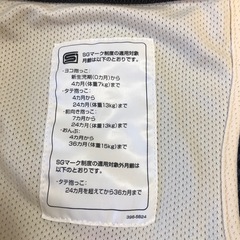 SG
SGマーク制度の適用対象
月齢は以下のとおりです。
・ヨコ抱っこ
新生児期(0カ月)から
4カ月(体重7kg)まで
・タテ抱っこ
4カ月から
24カ月(体重13kg)まで
・前向き抱っこ
7カ月から
24カ月(体重13kg)まで
・おんぶ
4カ月から
36カ月(体重15kg)まで
SGマーク制度の適用対象外月齢は
以下のとおりです。
・タテ抱っこ
24カ月を超えてから36カ月まで